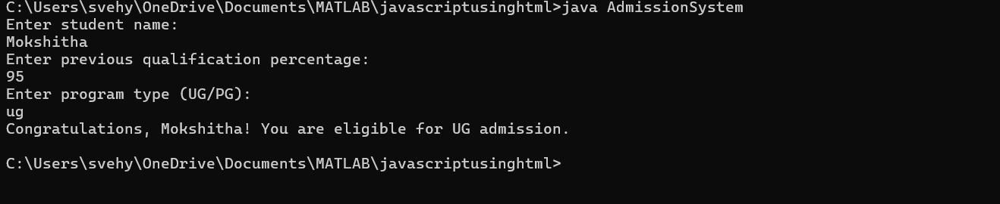 C:\Users\svehy\OneDrive\Documents\MATLAB\javascriptusinghtml>java AdmissionSystem
Enter student name:
Mokshitha
Enter previous qualification percentage:
95
Enter program type (UG/PG):
ug
Congratulations, Mokshitha! You are eligible for UG admission.
C:\Users\svehy\OneDrive\Documents\MATLAB\javascriptusinghtml>